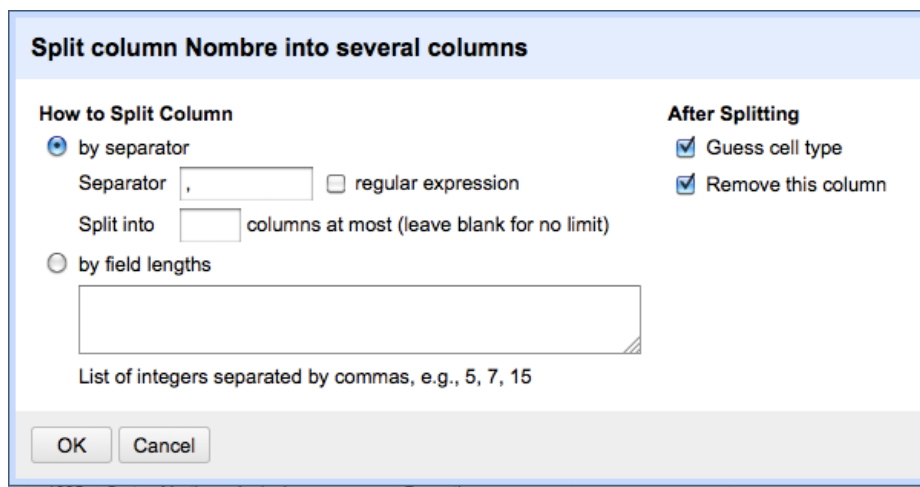 Split column Nombre into several columns
How to Split Column
by separator
Separator , regular expression
Split into columns at most (leave blank for no limit)
by field lengths
List of integers separated by commas, e.g., 5, 7, 15
After Splitting
Guess cell type
Remove this column
OK Cancel